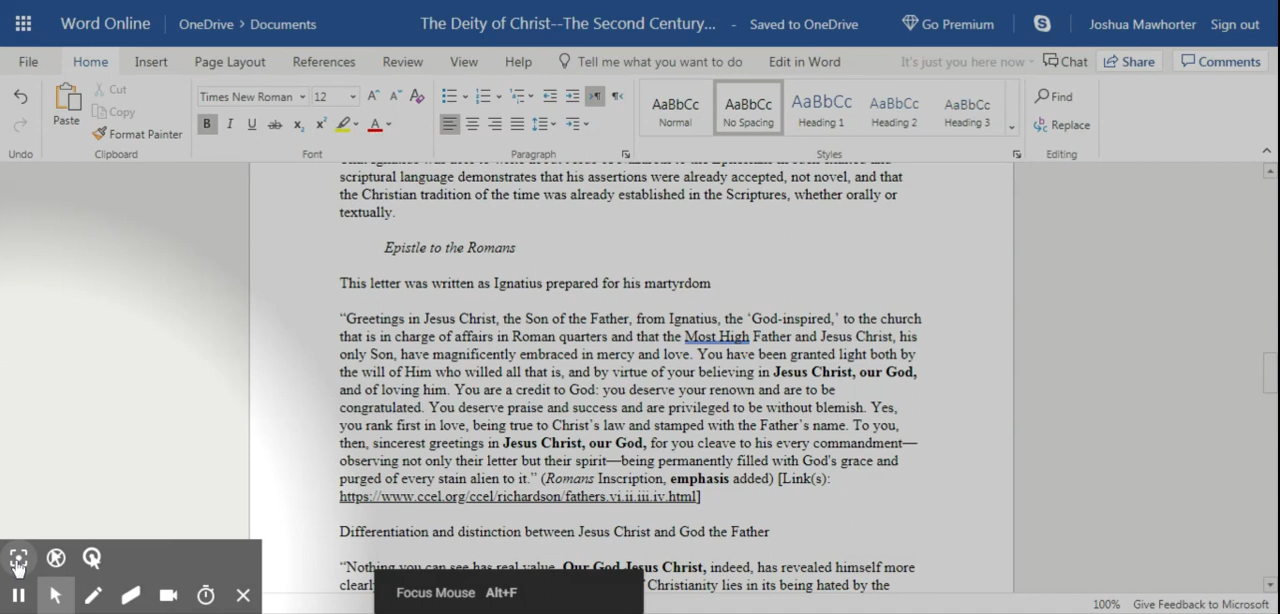 Word Online OneDrive > Documents The Deity of Christ--The Second Century... - Saved to OneDrive Go Premium Joshua Mawhorter Sign out
File Home Insert Page Layout References Review View Help Tell me what you want to do Edit in Word It's just you here now Chat Share Comments
Paste Cut Copy Format Painter Times New Roman 12 AaBbCc Normal AaBbCc No Spacing AaBbCc Heading 1 AaBbCc Heading 2 AaBbCc Heading 3 Find Replace
Undo Clipboard Font Paragraph Styles Editing
scriptural language demonstrates that his assertions were already accepted, not novel, and that
the Christian tradition of the time was already established in the Scriptures, whether orally or
textually.
Epistle to the Romans
This letter was written as Ignatius prepared for his martyrdom
“Greetings in Jesus Christ, the Son of the Father, from Ignatius, the ‘God-inspired,’ to the church
that is in charge of affairs in Roman quarters and that the Most High Father and Jesus Christ, his
only Son, have magnificently embraced in mercy and love. You have been granted light both by
the will of Him who willed all that is, and by virtue of your believing in Jesus Christ, our God,
and of loving him. You are a credit to God: you deserve your renown and are to be
congratulated. You deserve praise and success and are privileged to be without blemish. Yes,
you rank first in love, being true to Christ’s law and stamped with the Father’s name. To you,
then, sincerest greetings in Jesus Christ, our God, for you cleave to his every commandment—
observing not only their letter but their spirit—being permanently filled with God’s grace and
purged of every stain alien to it.” (Romans Inscription, emphasis added) [Link(s):
https://www.ccel.org/ccel/richardson/fathers.vi.ii.iii.iv.html]
Differentiation and distinction between Jesus Christ and God the Father
“Nothing you can see has real value. Our God Jesus Christ, indeed, has revealed himself more
clearly Christianity lies in its being hated by the
Focus Mouse Alt+F
100% Give Feedback to Microsoft